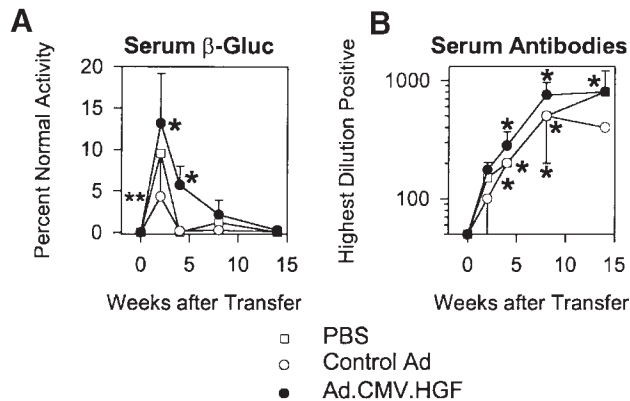 A
B
Serum β-Gluc
Serum Antibodies
Percent Normal Activity
20
15
10
5
0
*
*
**
0 5 10 15
Weeks after Transfer
Highest Dilution Positive
1000
100
*
*
*
*
*
*
*
0 5 10 15
Weeks after Transfer
PBS
Control Ad
Ad.CMV.HGF